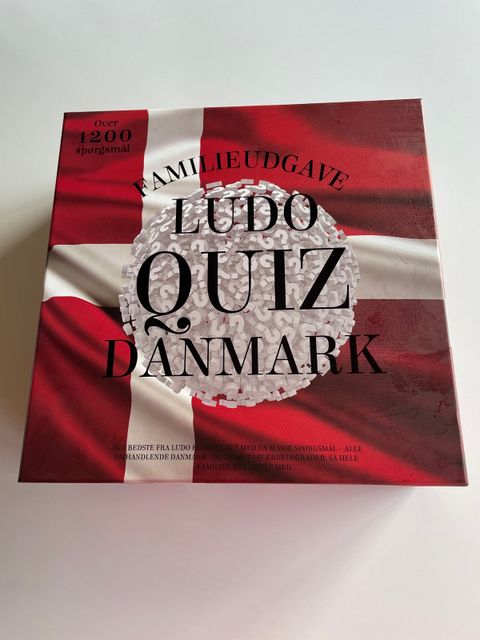 Over
1200
spørgsmål
FAMILIEUDGAVE
LUDO
QUIZ
DANMARK
DET BEDSTE FRA LUDO MED EN MASSE SPØRGSMÅL - ALLE
OMHANDLENDE DANMARK - OG SVÆRHEDSGRADER, SÅ HELE
FAMILIEN MED